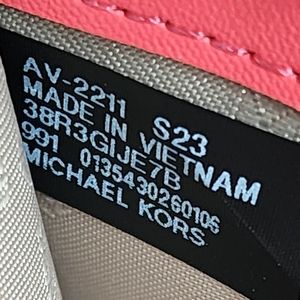 AV-2211 S23
MADE IN VIETNAM
38R3GIJE7B
991 0135430260106
MICHAEL KORS